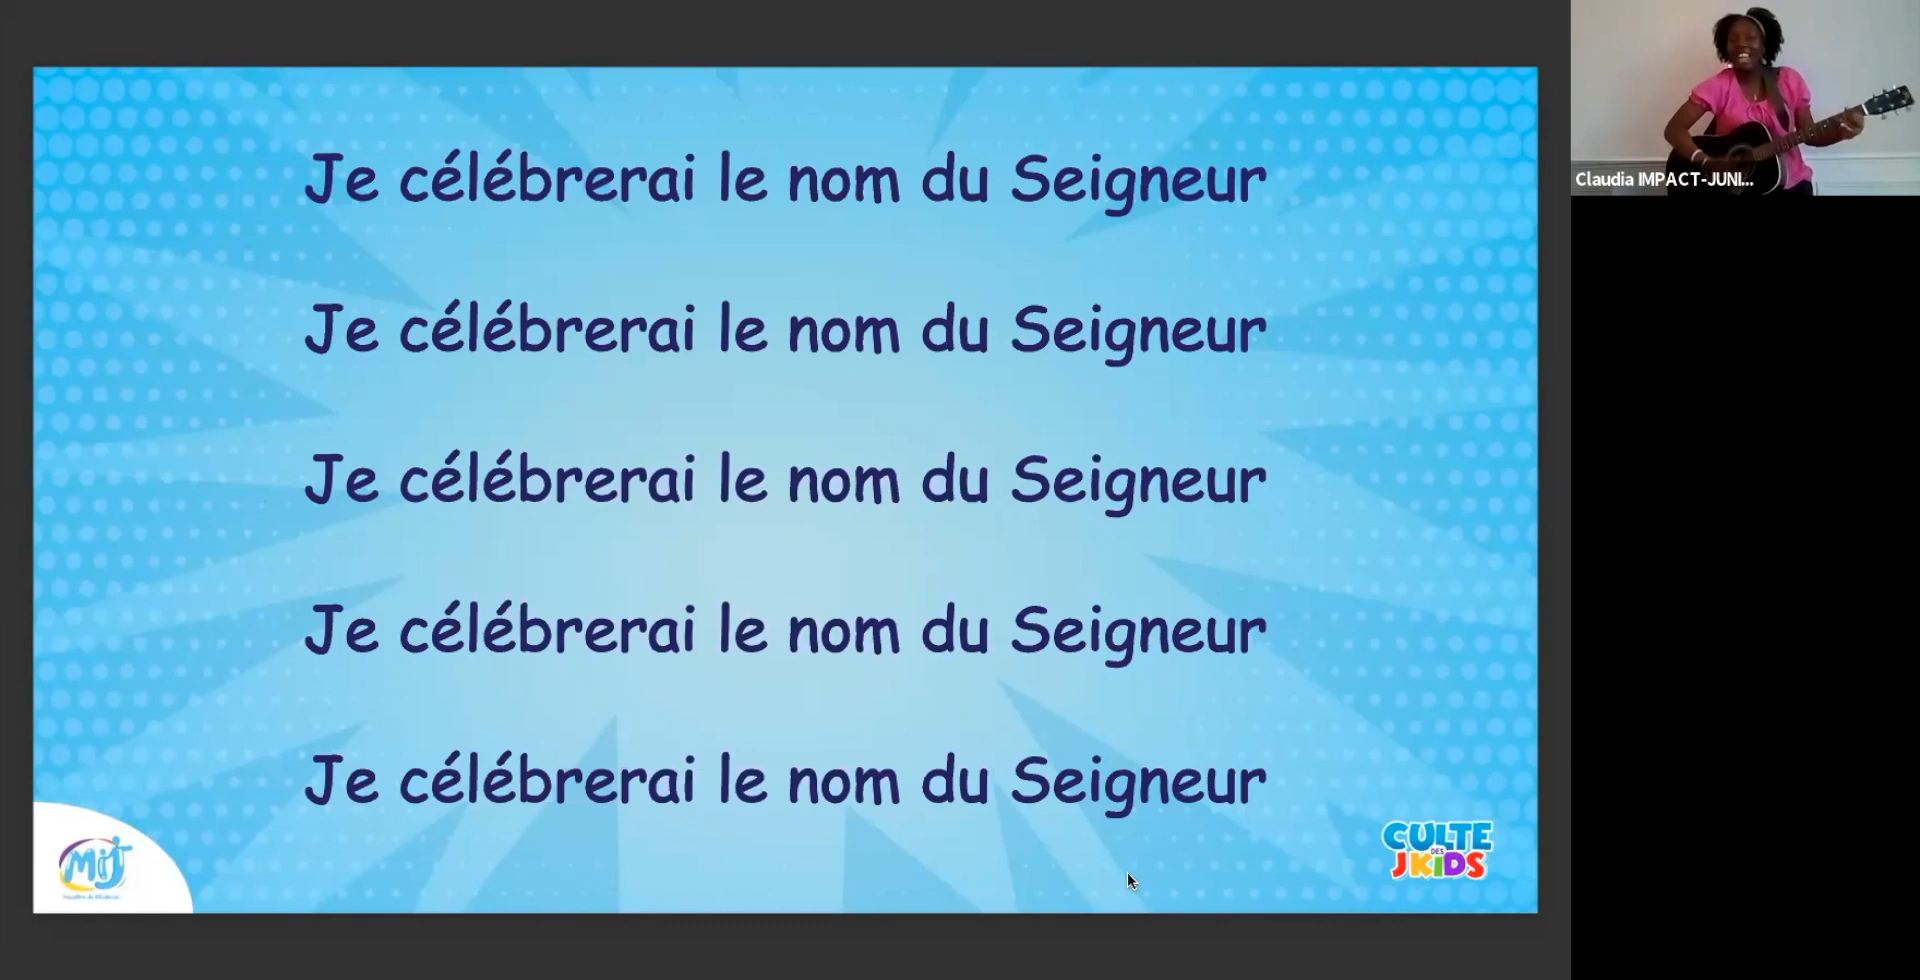 Je célébrerai le nom du Seigneur
Je célébrerai le nom du Seigneur
Je célébrerai le nom du Seigneur
Je célébrerai le nom du Seigneur
Je célébrerai le nom du Seigneur
MIJ
CULTE
DES
JKIDS
Claudia IMPACT-JUNI...